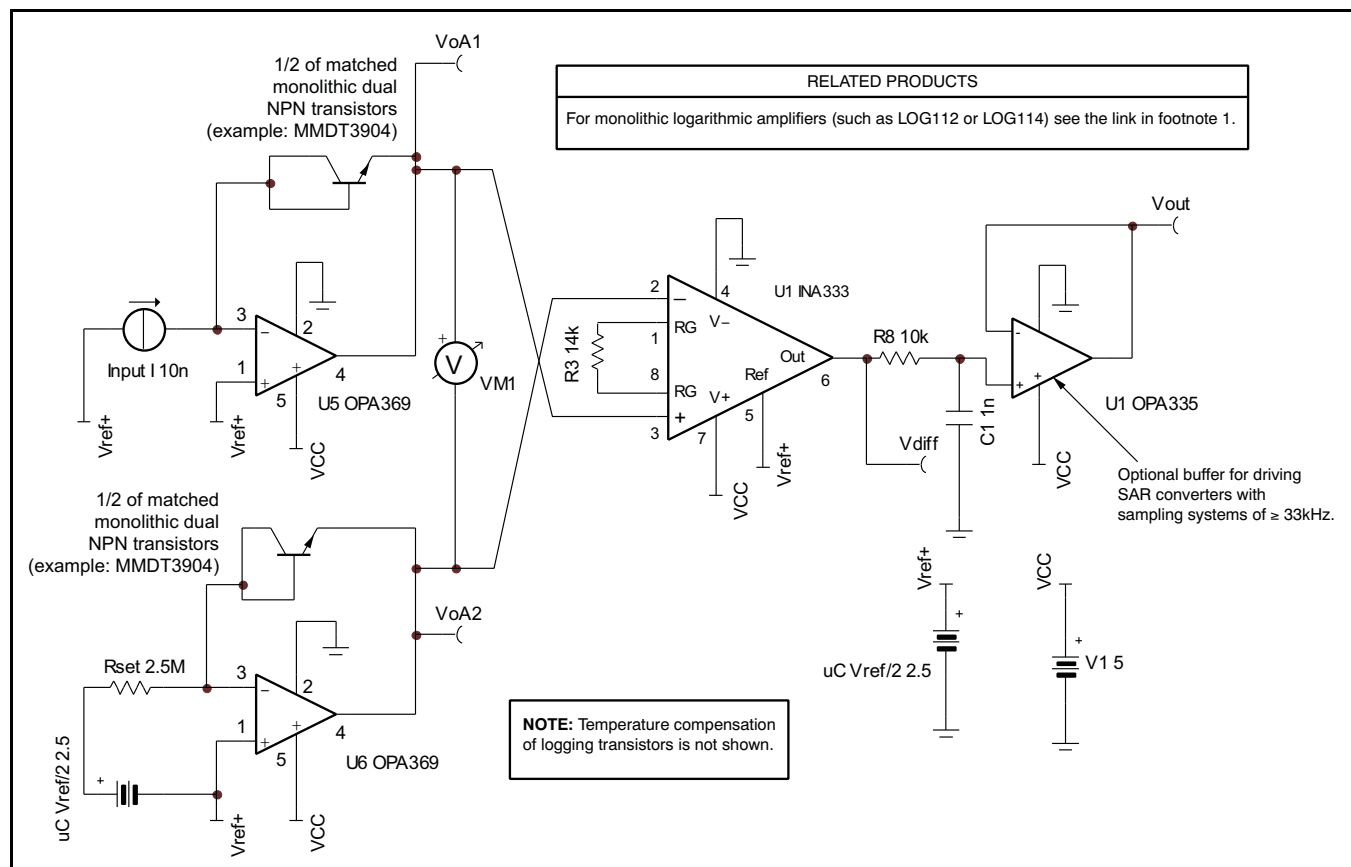 VoA1
1/2 of matched
monolithic dual
NPN transistors
(example: MMDT3904)
RELATED PRODUCTS
For monolithic logarithmic amplifiers (such as LOG112 or LOG114) see the link in footnote 1.
Input I 10n
Vref+
3
1
2
4
5
-
+
+
Vref+
VCC
U5 OPA369
+
V
VM1
2
1
8
3
R3 14k
−
RG
RG
+
V−
4
V+
7
VCC
Ref
5
Vref+
Out
6
U1 INA333
R8 10k
Vdiff
C1 1n
Vout
-
+
+
VCC
U1 OPA335
Optional buffer for driving
SAR converters with
sampling systems of ≥ 33kHz.
1/2 of matched
monolithic dual
NPN transistors
(example: MMDT3904)
VoA2
Rset 2.5M
3
1
2
4
5
-
+
+
U6 OPA369
VCC
uC Vref/2 2.5
+
Vref+
NOTE: Temperature compensation
of logging transistors is not shown.
Vref+
+
uC Vref/2 2.5
VCC
+
V1 5